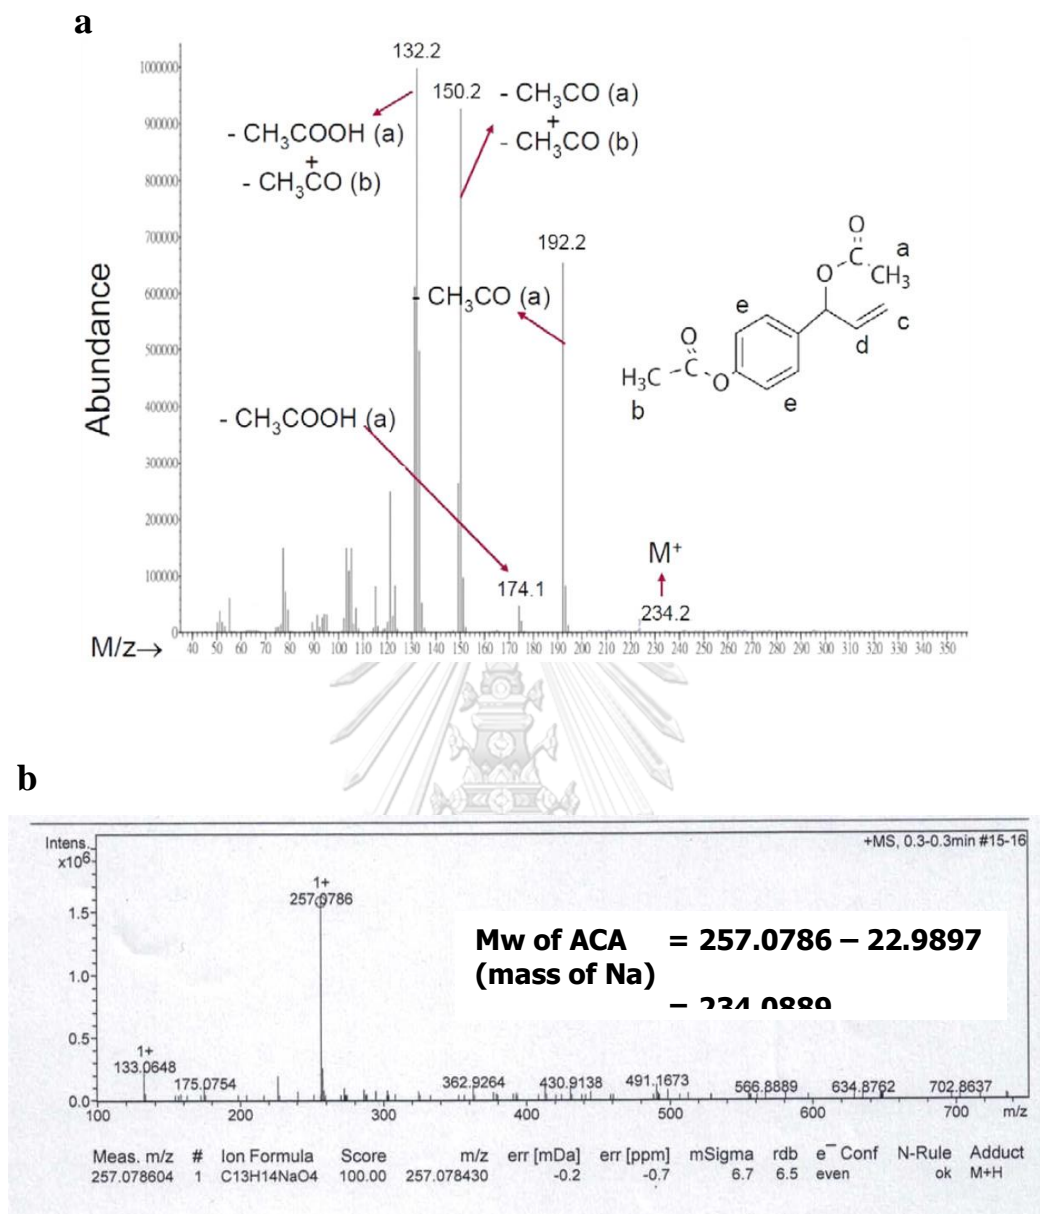 a
132.2
1000000
150.2
- CH₃CO (a)
+
- CH₃CO (b)
900000
- CH₃COOH (a)
+
- CH₃CO (b)
800000
700000
192.2
600000
- CH₃CO (a)
500000
400000
- CH₃COOH (a)
300000
200000
100000
174.1
M⁺
234.2
0
Abundance
O
O
C
a
CH₃
e
c
d
O
H₃C
C
O
b
e
M/z→
40 50 60 70 80 90 100 110 120 130 140 150 160 170 180 190 200 210 220 230 240 250 260 270 280 290 300 310 320 330 340 350
b
Intens.
x10⁶
+MS, 0.3-0.3min #15-16
1+
257.0786
1.5
Mw of ACA = 257.0786 – 22.9897
(mass of Na)
= 234.0889
1.0
0.5
1+
133.0648
175.0754
362.9264
430.9138
491.1673
566.8889
634.8762
702.8637
0.0
100 200 300 400 500 600 700 m/z
Meas. m/z # Ion Formula Score m/z err [mDa] err [ppm] mSigma rdb e¯ Conf N-Rule Adduct
257.078604 1 C13H14NaO4 100.00 257.078430 -0.2 -0.7 6.7 6.5 even ok M+H